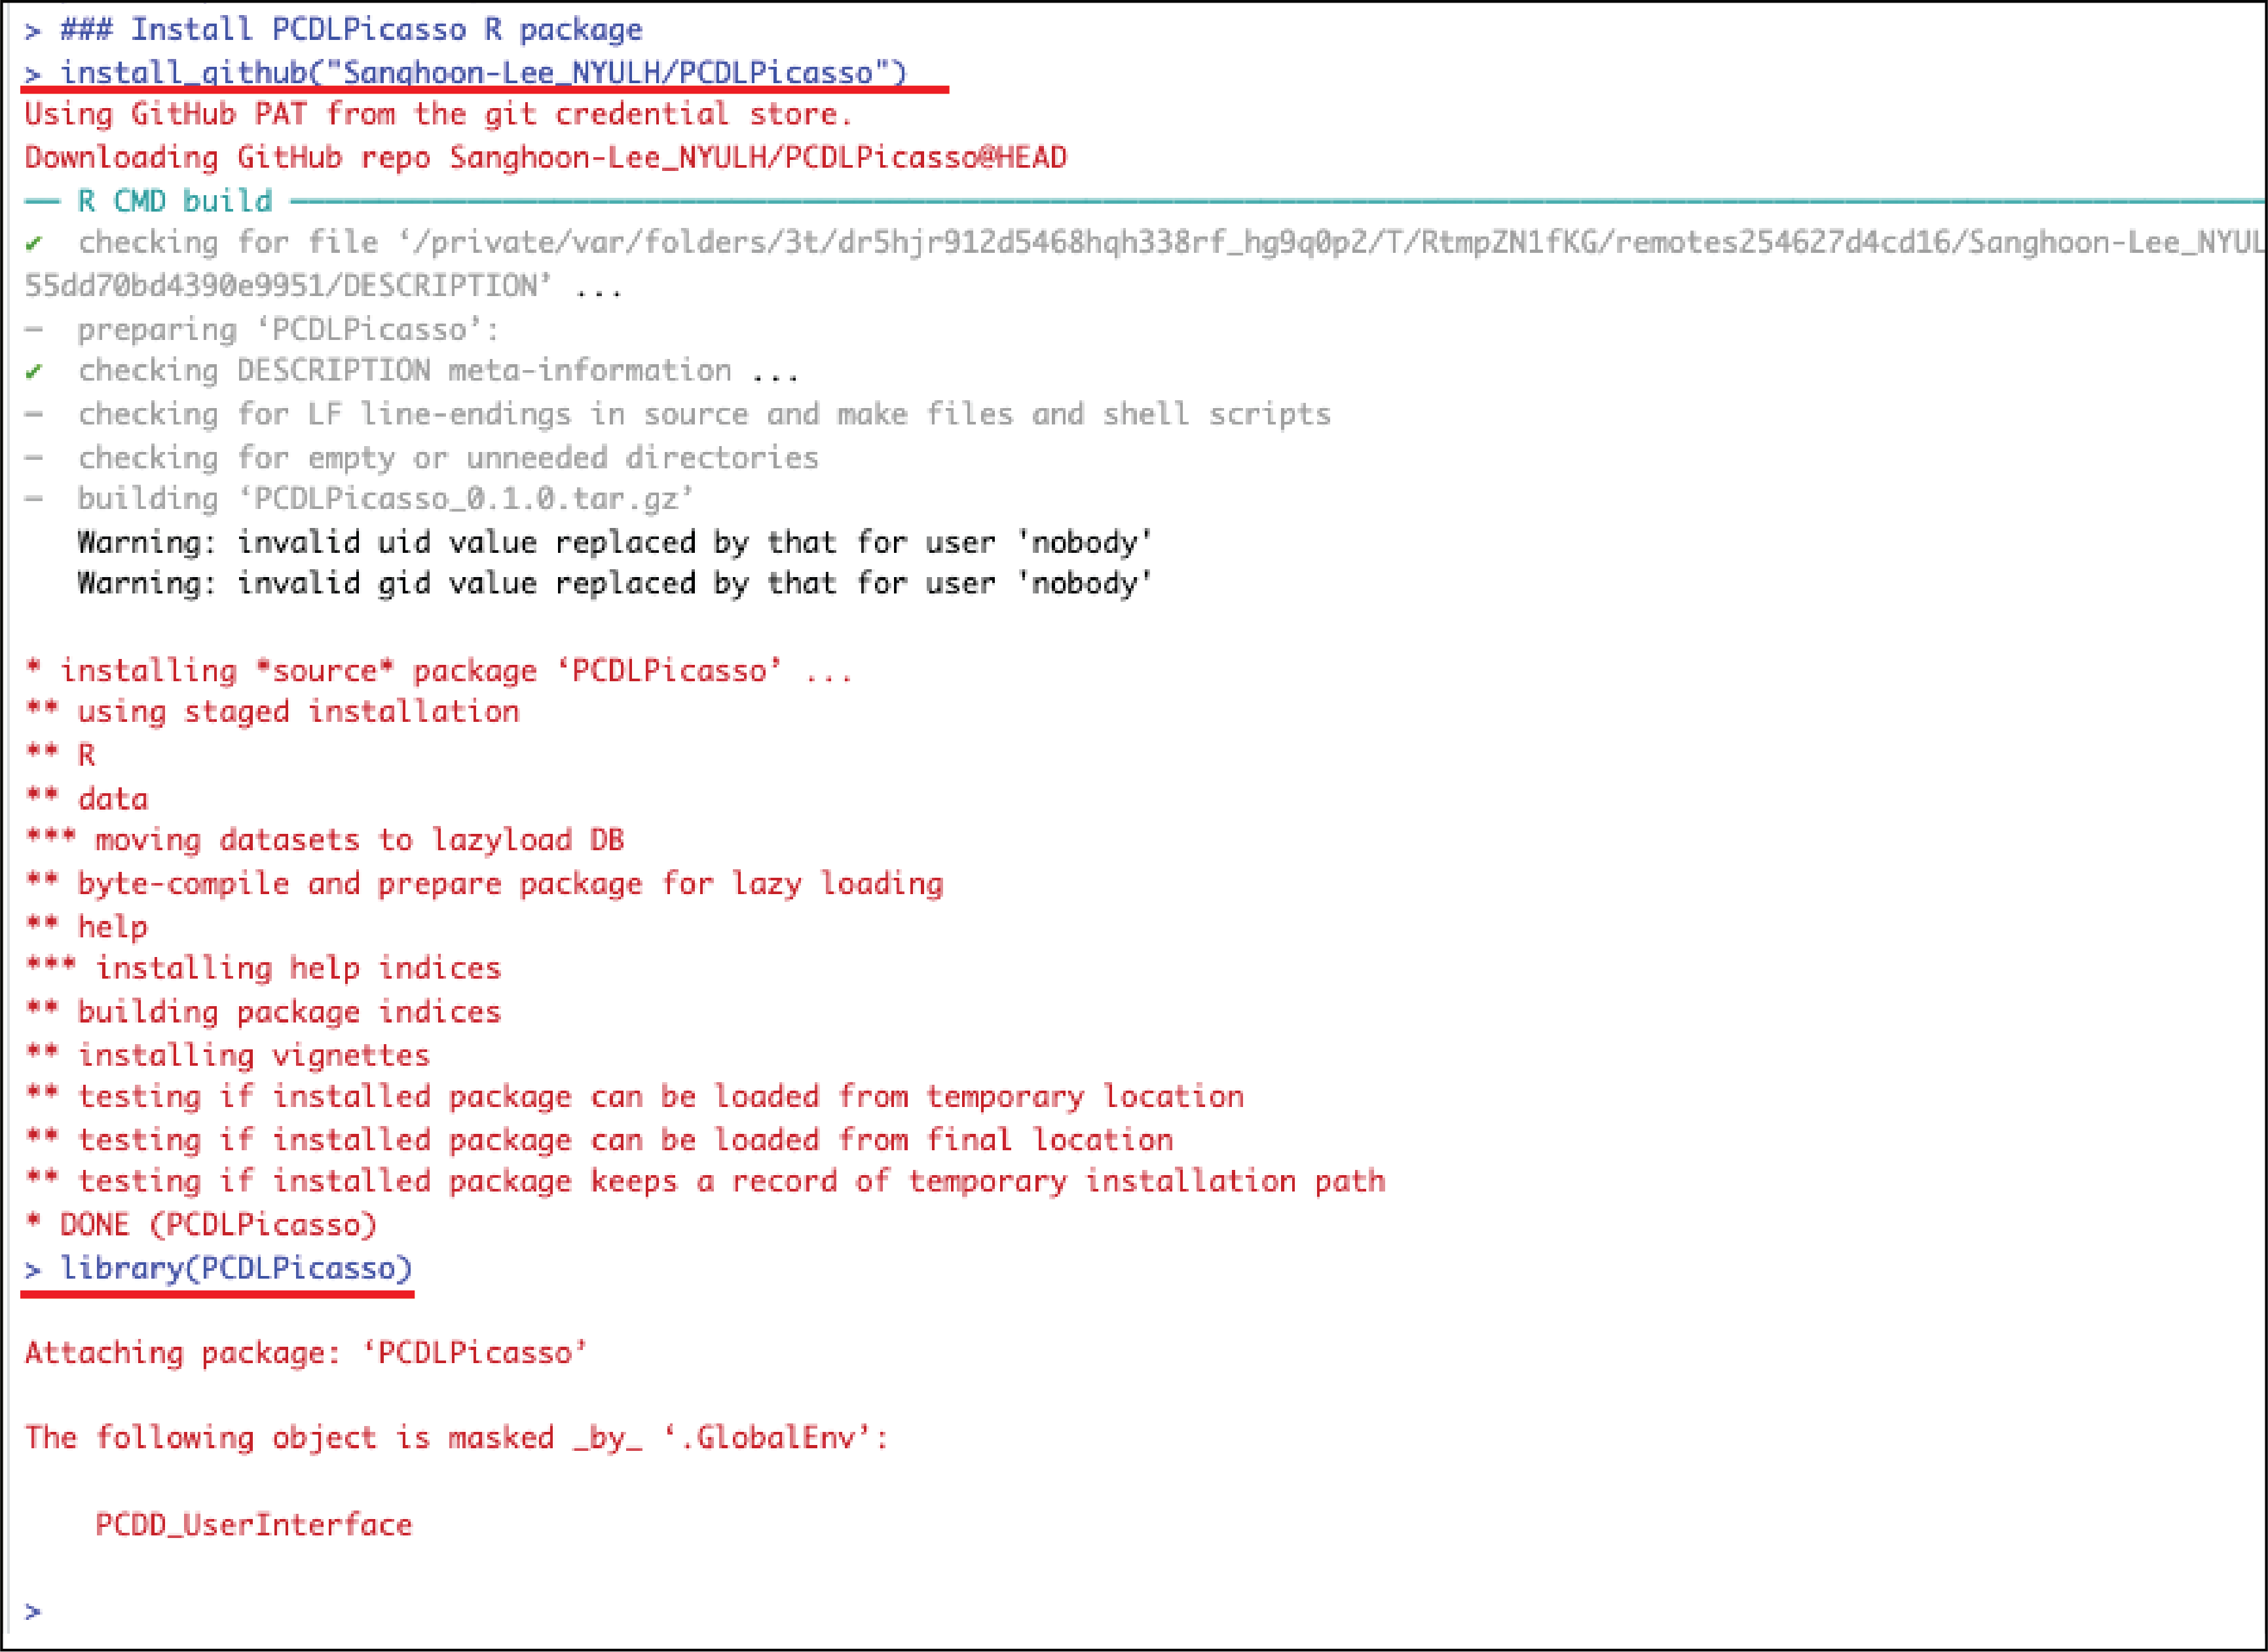 > ### Install PCDLPicasso R package
> install_github("Sanghoon-Lee_NYULH/PCDLPicasso")
Using GitHub PAT from the git credential store.
Downloading GitHub repo Sanghoon-Lee_NYULH/PCDLPicasso@HEAD
── R CMD build ──────────
✔  checking for file ‘/private/var/folders/3t/dr5hjr912d5468hqh338rf_hg9q0p2/T/RtmpZN1fKG/remotes254627d4cd16/Sanghoon-Lee_NYUL
55dd70bd4390e9951/DESCRIPTION’ ...
─  preparing ‘PCDLPicasso’:
✔  checking DESCRIPTION meta-information ...
─  checking for LF line-endings in source and make files and shell scripts
─  checking for empty or unneeded directories
─  building ‘PCDLPicasso_0.1.0.tar.gz’
   Warning: invalid uid value replaced by that for user 'nobody'
   Warning: invalid gid value replaced by that for user 'nobody'
* installing *source* package ‘PCDLPicasso’ ...
** using staged installation
** R
** data
*** moving datasets to lazyload DB
** byte-compile and prepare package for lazy loading
** help
*** installing help indices
** building package indices
** installing vignettes
** testing if installed package can be loaded from temporary location
** testing if installed package can be loaded from final location
** testing if installed package keeps a record of temporary installation path
* DONE (PCDLPicasso)
> library(PCDLPicasso)
Attaching package: ‘PCDLPicasso’
The following object is masked _by_ ‘.GlobalEnv’:
    PCDD_UserInterface
>